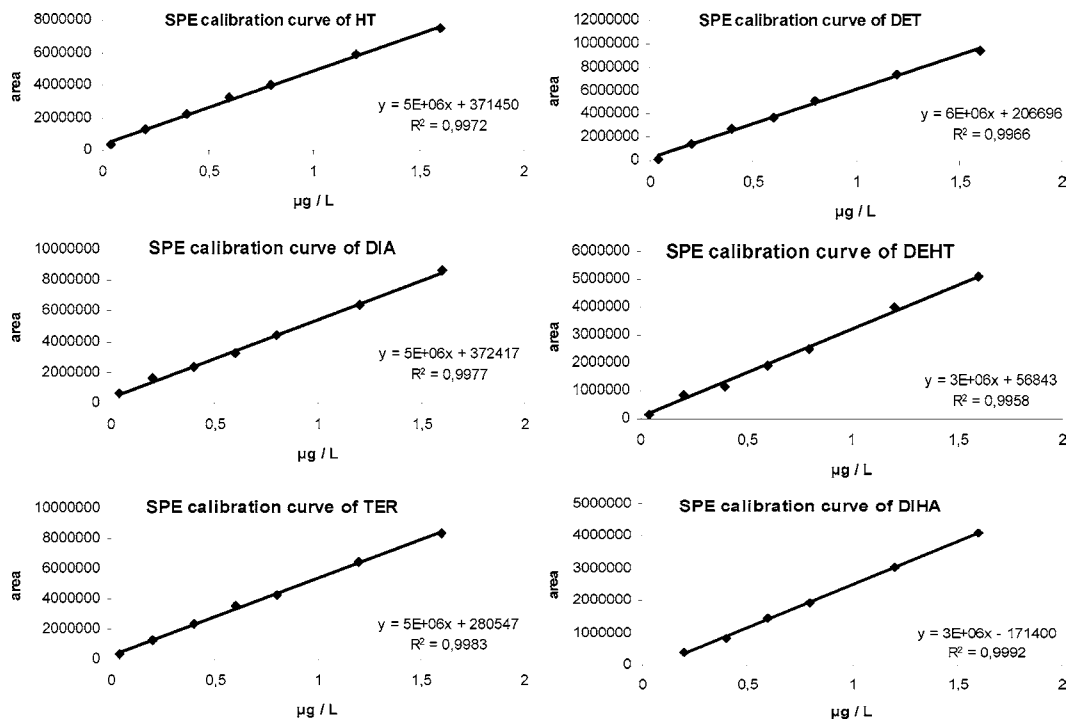 SPE calibration curve of HT
8000000
6000000
4000000
2000000
0
area
y = 5E+06x + 371450
R² = 0,9972
0
0,5
1
1,5
2
µg / L
SPE calibration curve of DET
12000000
10000000
8000000
6000000
4000000
2000000
0
area
y = 6E+06x + 206696
R² = 0,9966
0
0,5
1
1,5
2
µg / L
SPE calibration curve of DIA
10000000
8000000
6000000
4000000
2000000
0
area
y = 5E+06x + 372417
R² = 0,9977
0
0,5
1
1,5
2
µg / L
SPE calibration curve of DEHT
6000000
5000000
4000000
3000000
2000000
1000000
0
area
y = 3E+06x + 56843
R² = 0,9958
0
0,5
1
1,5
2
µg / L
SPE calibration curve of TER
10000000
8000000
6000000
4000000
2000000
0
area
y = 5E+06x + 280547
R² = 0,9983
0
0,5
1
1,5
2
µg / L
SPE calibration curve of DIHA
5000000
4000000
3000000
2000000
1000000
0
area
y = 3E+06x - 171400
R² = 0,9992
0
0,5
1
1,5
2
µg / L